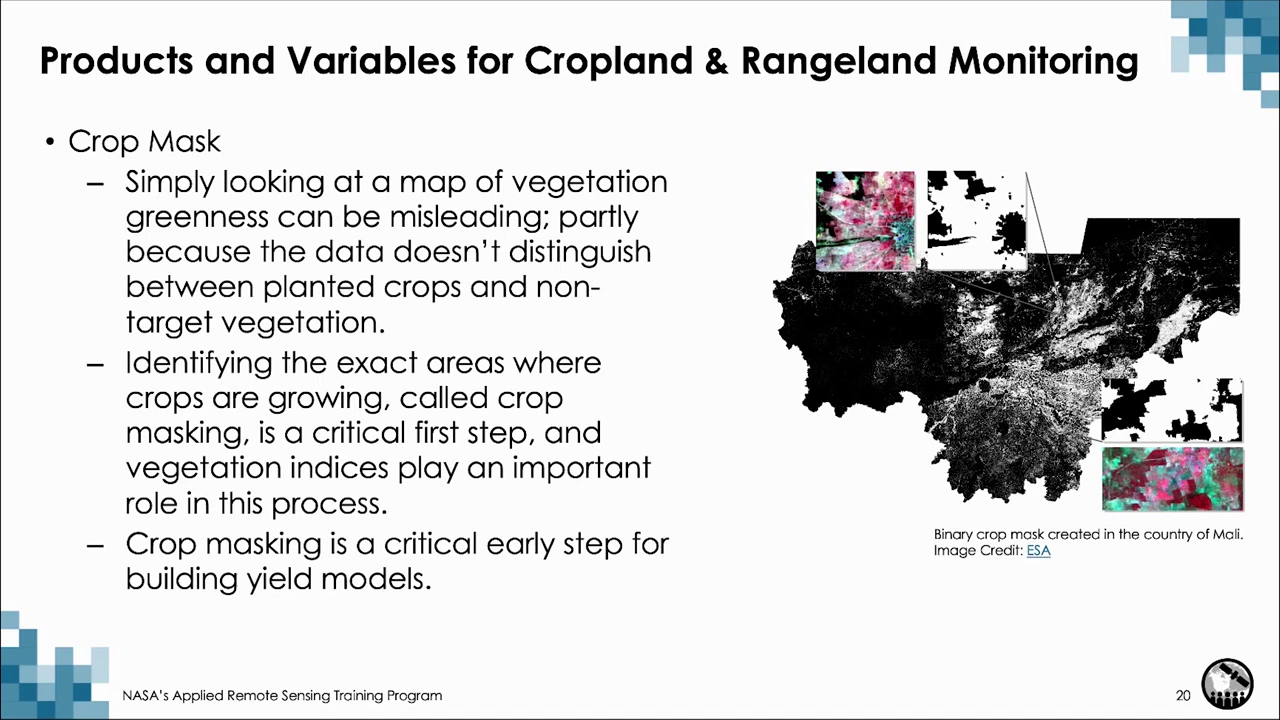 Products and Variables for Cropland & Rangeland Monitoring
• Crop Mask
– Simply looking at a map of vegetation
greenness can be misleading; partly
because the data doesn't distinguish
between planted crops and non-
target vegetation.
– Identifying the exact areas where
crops are growing, called crop
masking, is a critical first step, and
vegetation indices play an important
role in this process.
– Crop masking is a critical early step for
building yield models.
Binary crop mask created in the country of Mali.
Image Credit: ESA
NASA's Applied Remote Sensing Training Program
20